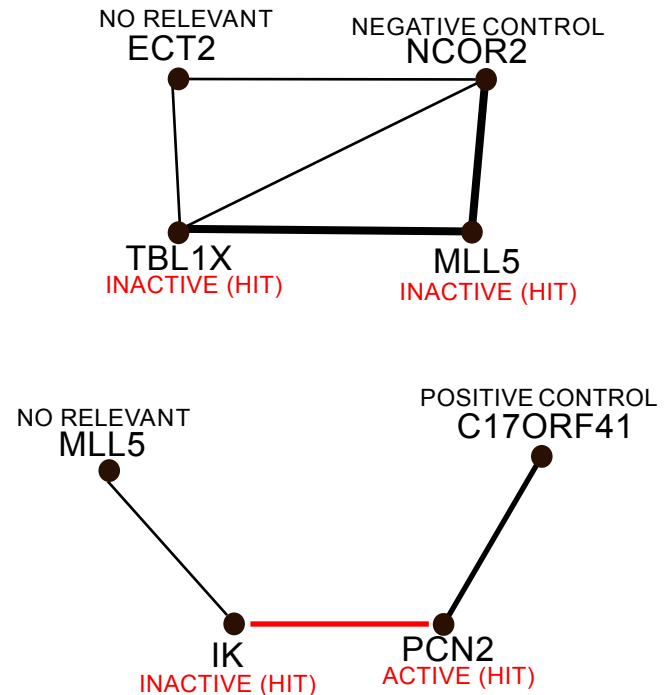 NO RELEVANT
ECT2
NEGATIVE CONTROL
NCOR2
TBL1X
INACTIVE (HIT)
MLL5
INACTIVE (HIT)
NO RELEVANT
MLL5
POSITIVE CONTROL
C17ORF41
IK
INACTIVE (HIT)
PCN2
ACTIVE (HIT)